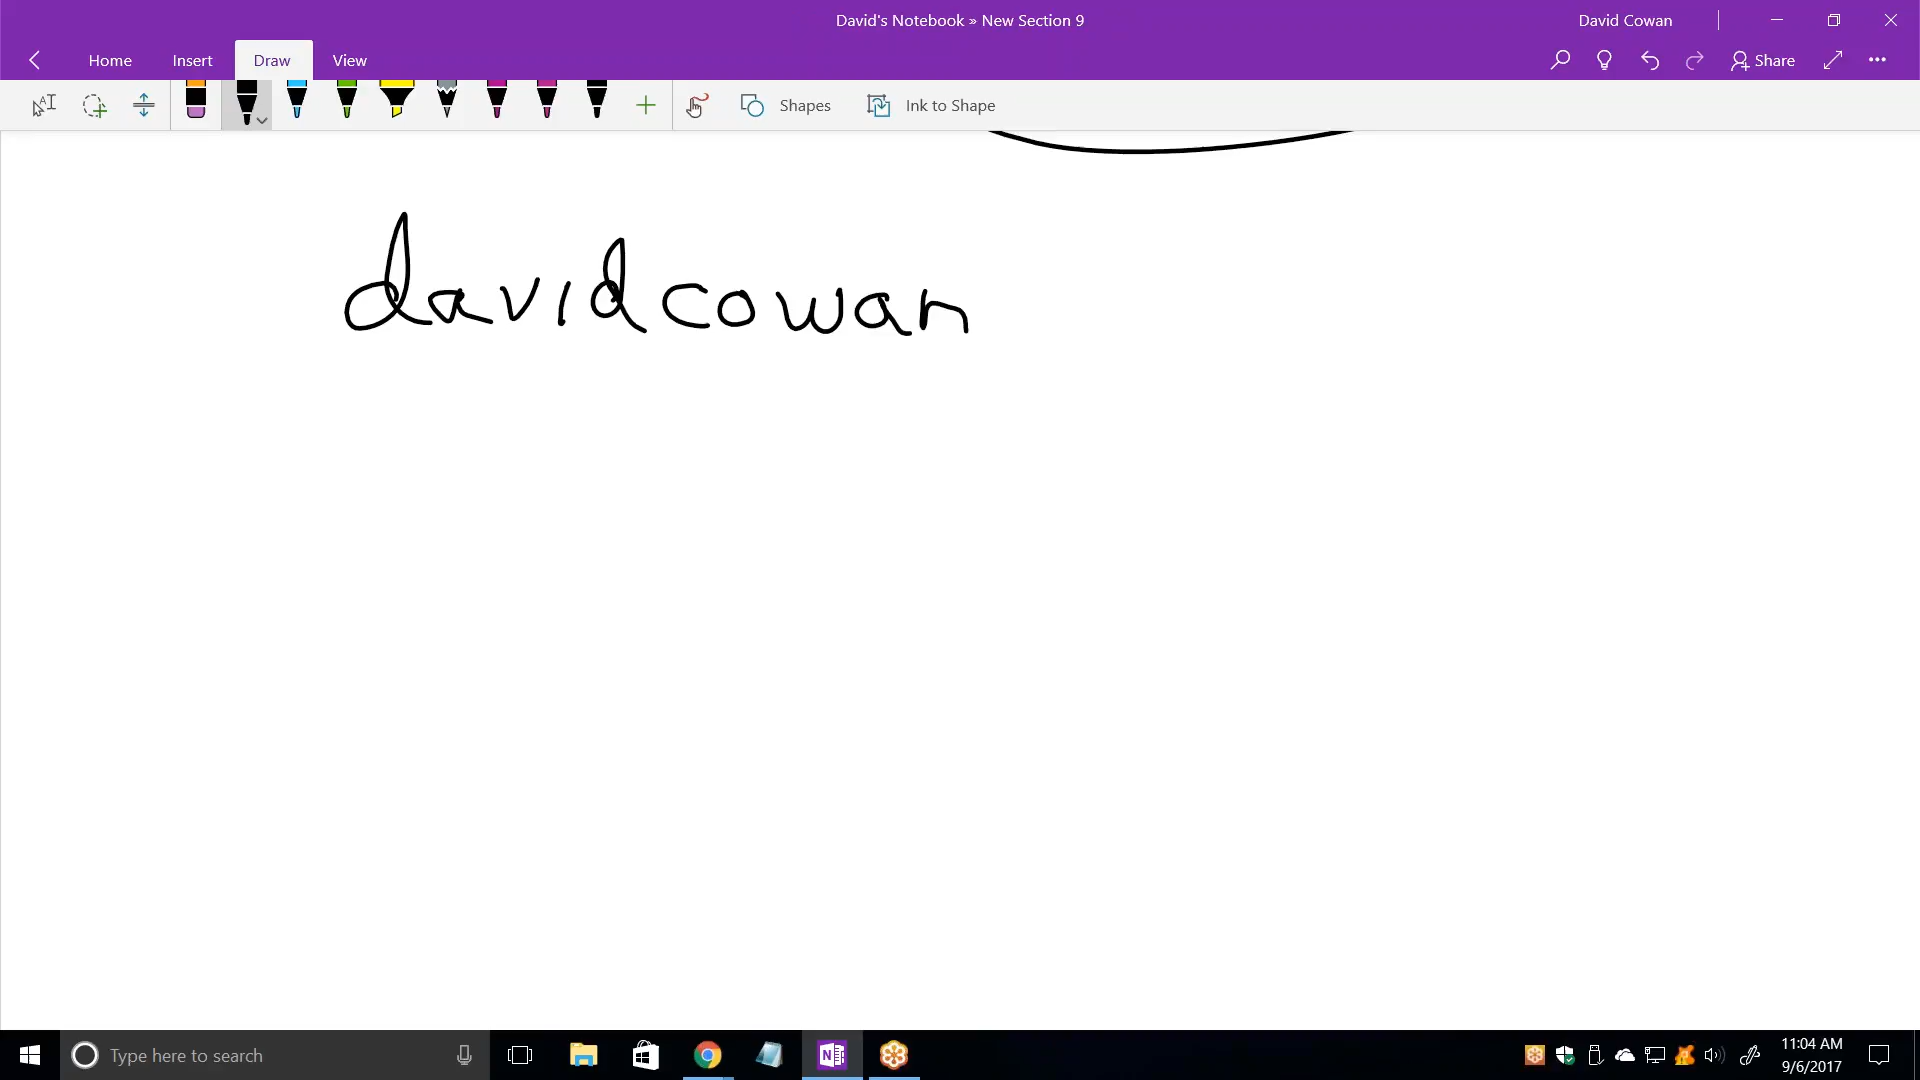 David's Notebook » New Section 9
David Cowan
Home Insert Draw View
Share
Shapes
Ink to Shape
davidcowan
Type here to search
11:04 AM
9/6/2017